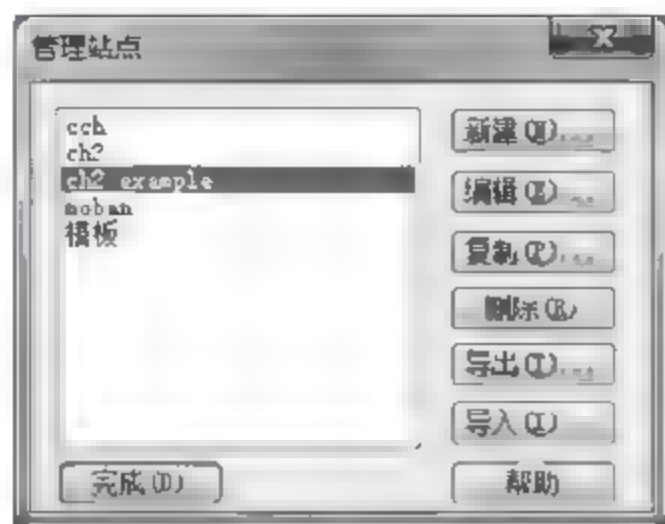 管理站点
cch
ch2
ch2 example
moban
模板
新建(N)...
编辑(E)...
复制(P)...
删除(R)
导出(T)...
导入(I)
完成(D)
帮助